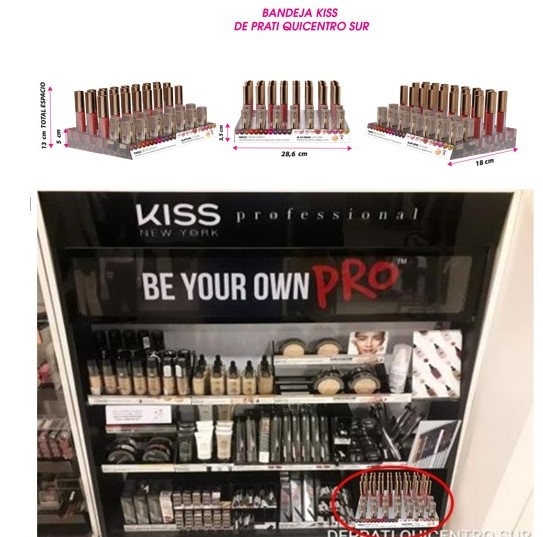 BANDEJA KISS
DE PRATI QUICENTRO SUR
13 cm TOTAL ESPACIO
5 cm
3,5 cm
28,6 cm
18 cm
KISS professional
NEW YORK
BE YOUR OWN PRO™
DEPRATI QUICENTRO SUR